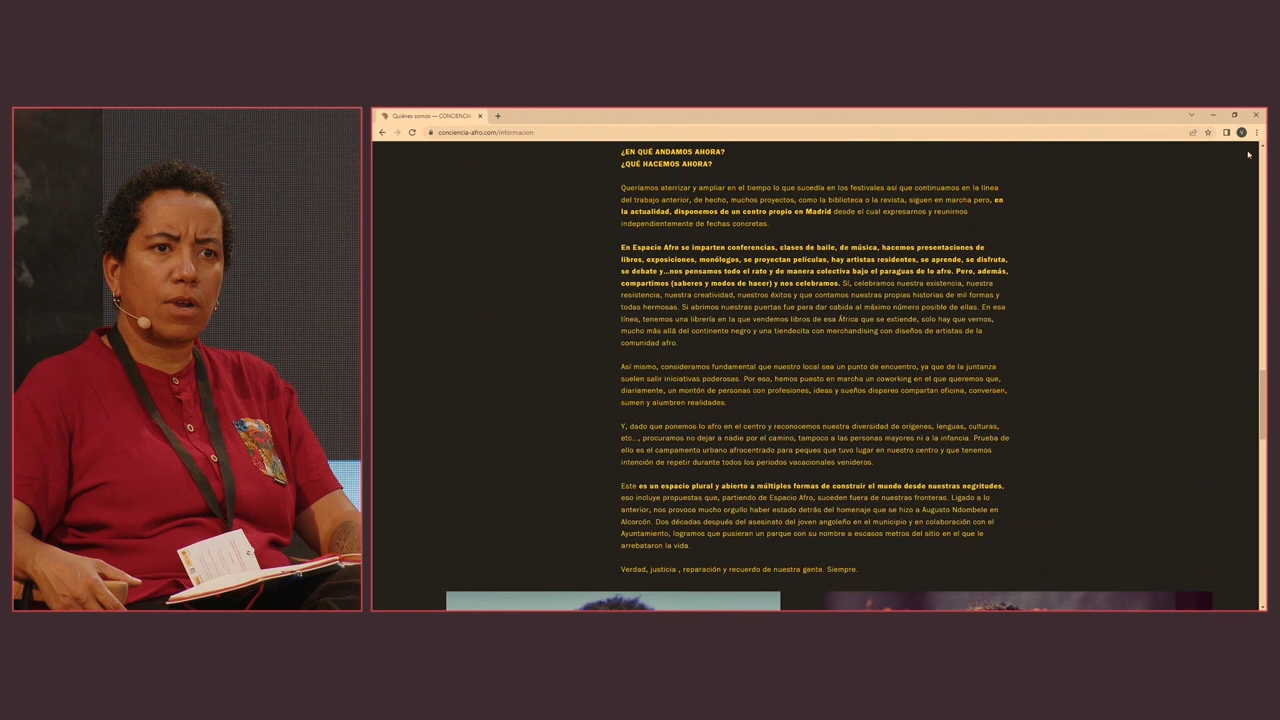 Quiénes somos — CONCIENCIA
conciencia-afro.com/informacion
¿EN QUÉ ANDAMOS AHORA?
¿QUÉ HACEMOS AHORA?
Queríamos aterrizar y ampliar en el tiempo lo que sucedía en los festivales así que continuamos en la línea
del trabajo anterior, de hecho, muchos proyectos, como la biblioteca o la revista, siguen en marcha pero, en
la actualidad, disponemos de un centro propio en Madrid desde el cual expresarnos y reunirnos
independientemente de fechas concretas.
En Espacio Afro se imparten conferencias, clases de baile, de música, hacemos presentaciones de
libros, exposiciones, monólogos, se proyectan películas, hay artistas residentes, se aprende, se disfruta,
se debate y...nos pensamos todo el rato y de manera colectiva bajo el paraguas de lo afro. Pero, además,
compartimos (saberes y modos de hacer) y nos celebramos. Sí, celebramos nuestra existencia, nuestra
resistencia, nuestra creatividad, nuestros éxitos y que contamos nuestras propias historias de mil formas y
todas hermosas. Si abrimos nuestras puertas fue para dar cabida al máximo número posible de ellas. En esa
línea, tenemos una librería en la que vendemos libros de esa África que se extiende, solo hay que vernos,
mucho más allá del continente negro y una tiendecita con merchandising con diseños de artistas de la
comunidad afro.
Así mismo, consideramos fundamental que nuestro local sea un punto de encuentro, ya que de la juntanza
suelen salir iniciativas poderosas. Por eso, hemos puesto en marcha un coworking en el que queremos que,
diariamente, un montón de personas con profesiones, ideas y sueños dispares compartan oficina, conversen,
sumen y alumbren realidades.
Y, dado que ponemos lo afro en el centro y reconocemos nuestra diversidad de orígenes, lenguas, culturas,
etc..., procuramos no dejar a nadie por el camino, tampoco a las personas mayores ni a la infancia. Prueba de
ello es el campamento urbano afrocentrado para peques que tuvo lugar en nuestro centro y que tenemos
intención de repetir durante todos los periodos vacacionales venideros.
Este es un espacio plural y abierto a múltiples formas de construir el mundo desde nuestras negritudes,
eso incluye propuestas que, partiendo de Espacio Afro, suceden fuera de nuestras fronteras. Ligado a lo
anterior, nos provoca mucho orgullo haber estado detrás del homenaje que se hizo a Augusto Ndombele en
Alcorcón. Dos décadas después del asesinato del joven angoleño en el municipio y en colaboración con el
Ayuntamiento, logramos que pusieran un parque con su nombre a escasos metros del sitio en el que le
arrebataron la vida.
Verdad, justicia , reparación y recuerdo de nuestra gente. Siempre.